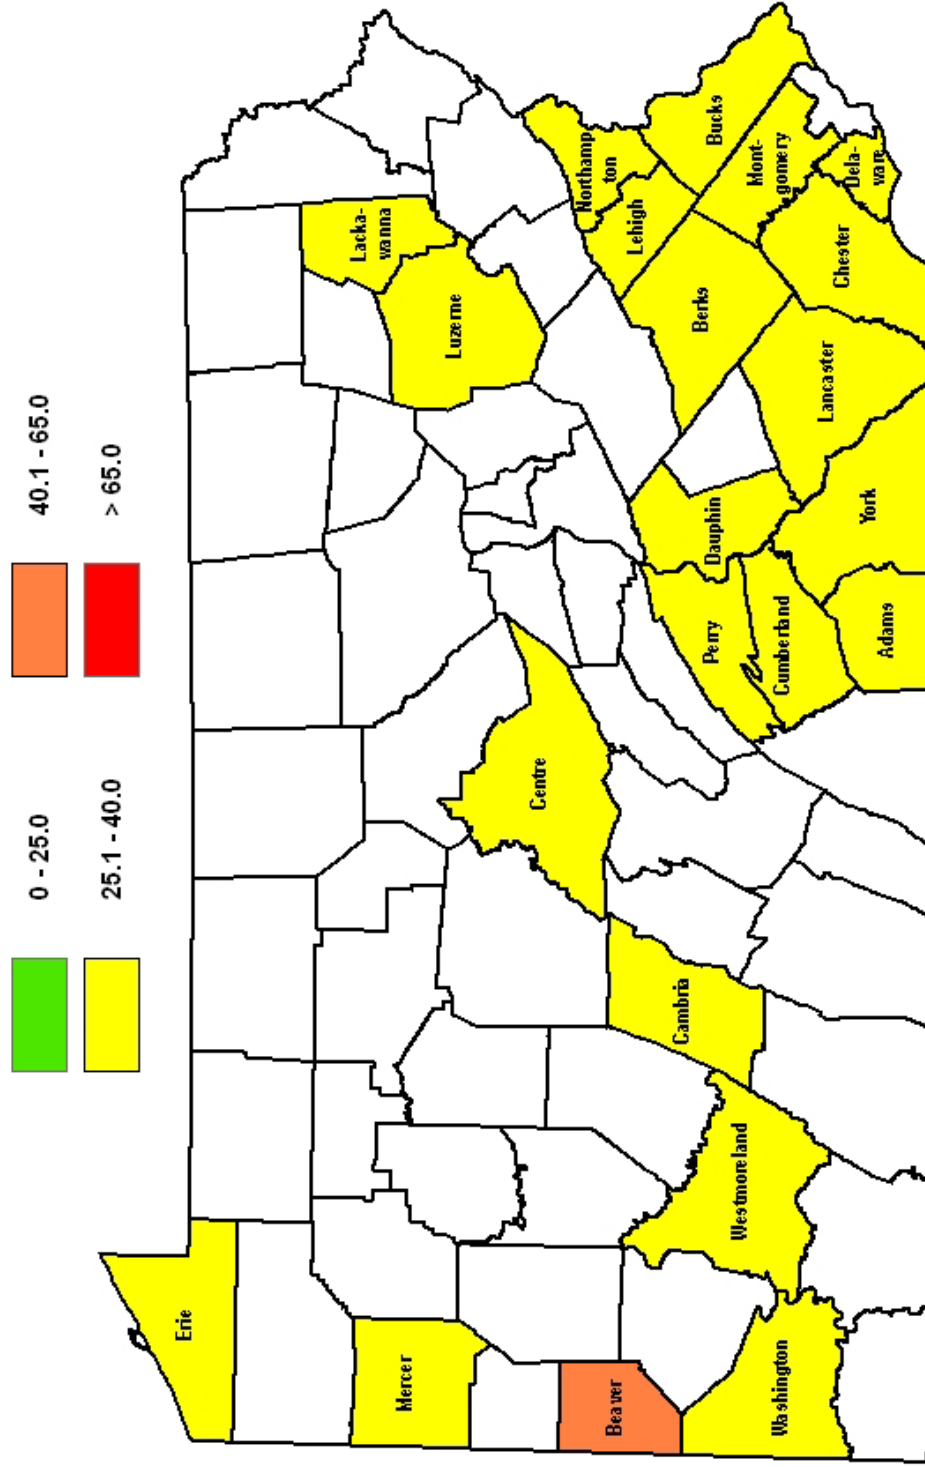 0 - 25.0
40.1 - 65.0
25.1 - 40.0
> 65.0
Erie
Mercer
Beaver
Washington
Westmoreland
Cambria
Centre
Luzerne
Lacka-
wanna
Northamp
ton
Lehigh
Bucks
Mont-
gomery
Dela-
ware
Chester
Berks
Lancaster
York
Dauphin
Perry
Cumberland
Adams